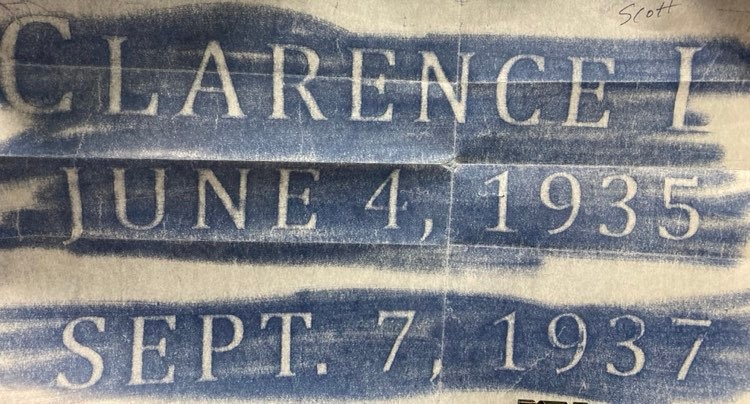 Scott
CLARENCE L
JUNE 4, 1935
SEPT. 7, 1937